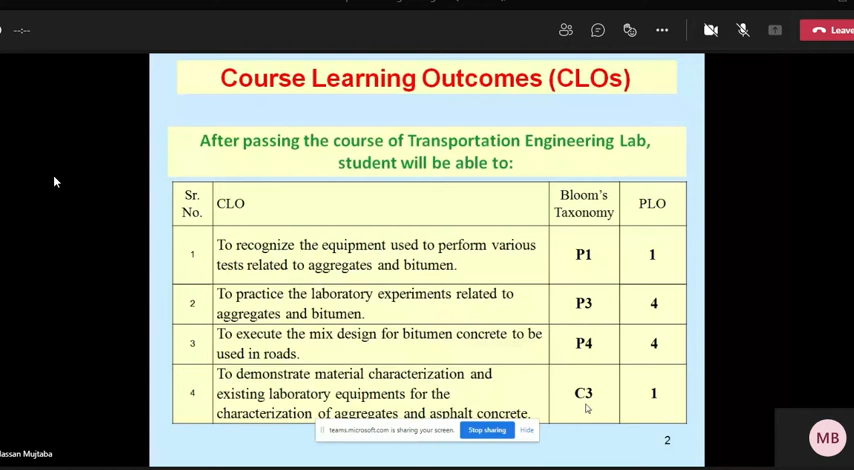 --:--
Leave
Course Learning Outcomes (CLOs)
After passing the course of Transportation Engineering Lab,
student will be able to:
Sr. No.
CLO
Bloom's Taxonomy
PLO
1
To recognize the equipment used to perform various
tests related to aggregates and bitumen.
P1
1
2
To practice the laboratory experiments related to
aggregates and bitumen.
P3
4
3
To execute the mix design for bitumen concrete to be
used in roads.
P4
4
4
To demonstrate material characterization and
existing laboratory equipments for the
characterization of aggregates and asphalt concrete.
C3
1
teams.microsoft.com is sharing your screen.
Stop sharing
Hide
2
MB
assan Mujtaba